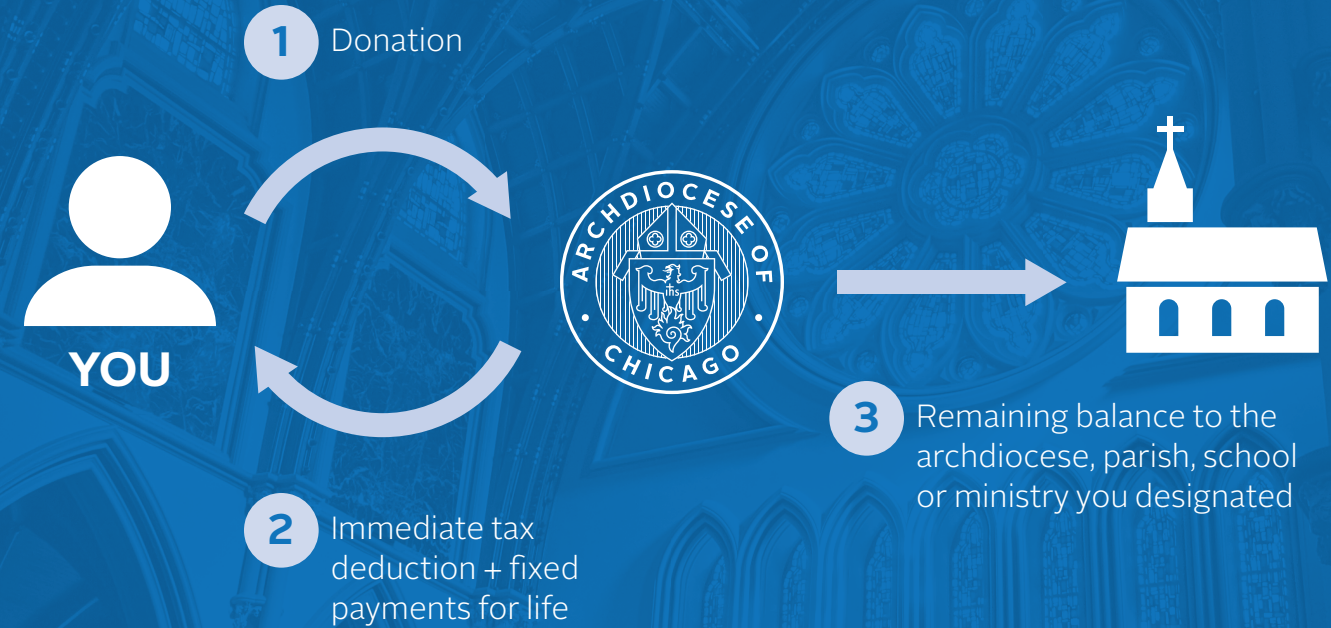 1 Donation
YOU
ARCHDIOCESE OF
CHICAGO
ihs
2 Immediate tax
deduction + fixed
payments for life
3 Remaining balance to the
archdiocese, parish, school
or ministry you designated